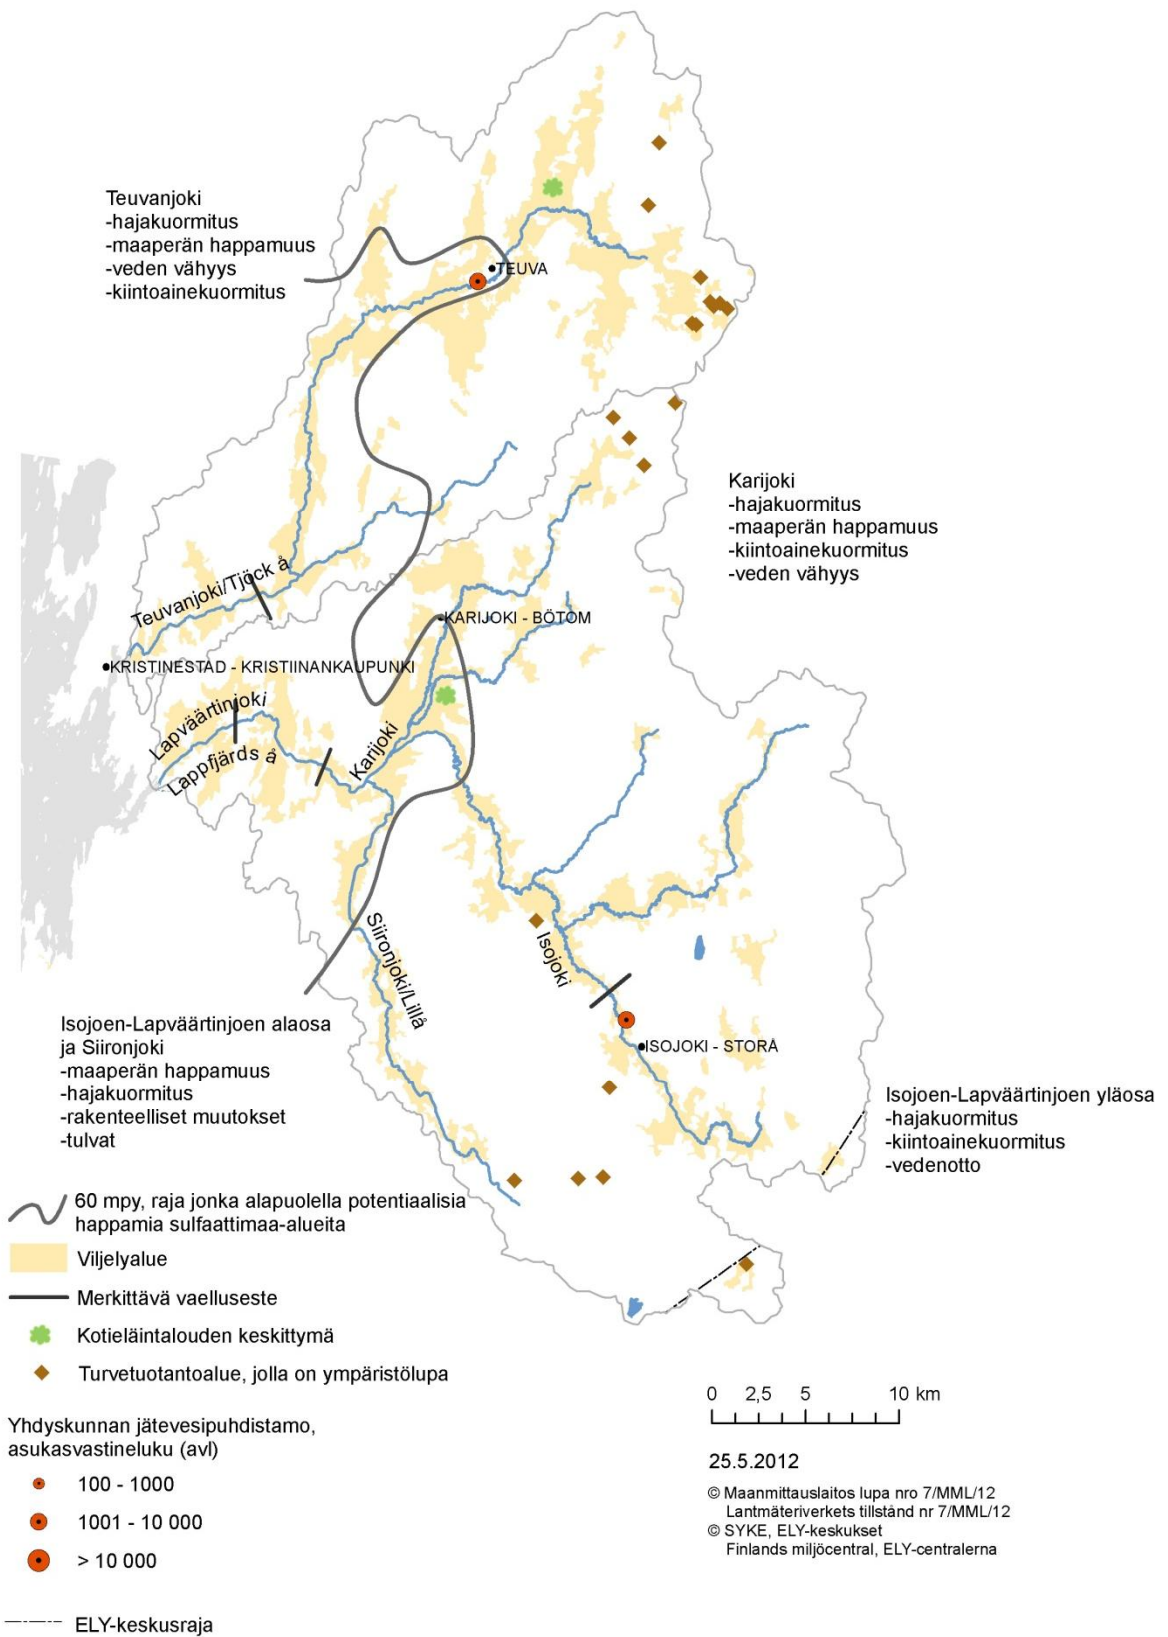 Teuvanjoki
-hajakuormitus
-maaperän happamuus
-veden vähyys
-kiintoainekuormitus
TEUVA
Karijoki
-hajakuormitus
-maaperän happamuus
-kiintoainekuormitus
-veden vähyys
Teuvanjoki/Tjöck å
KARIJOKI - BÖTOM
KRISTINESTAD - KRISTIINANKAUPUNKI
Lapväärtinjoki
Lappfjärds å
Karijoki
Siironjoki/Lillå
Isojoki
ISOJOKI - STORÅ
Isojoen-Lapväärtinjoen alaosa
ja Siironjoki
-maaperän happamuus
-hajakuormitus
-rakenteelliset muutokset
-tulvat
Isojoen-Lapväärtinjoen yläosa
-hajakuormitus
-kiintoainekuormitus
-vedenotto
60 mpy, raja jonka alapuolella potentiaalisia
happamia sulfaattimaa-alueita
Viljelyalue
Merkittävä vaelluseste
Kotieläintalouden keskittymä
Turvetuotantoalue, jolla on ympäristölupa
Yhdyskunnan jätevesipuhdistamo,
asukasvastineluku (avl)
100 - 1000
1001 - 10 000
> 10 000
ELY-keskusraja
0 2,5 5 10 km
25.5.2012
© Maanmittauslaitos lupa nro 7/MML/12
Lantmäteriverkets tillstånd nr 7/MML/12
© SYKE, ELY-keskukset
Finlands miljöcentral, ELY-centralerna